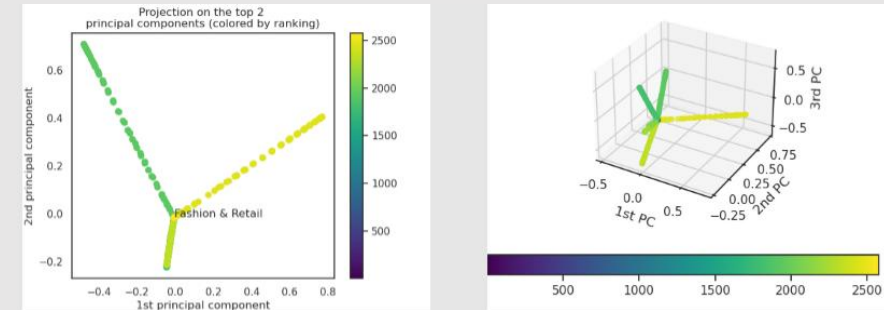 Projection on the top 2
principal components (colored by ranking)
2nd principal component
0.6
0.4
0.2
0.0
−0.2
Fashion & Retail
−0.4 −0.2 0.0 0.2 0.4 0.6 0.8
1st principal component
2500
2000
1500
1000
500
0.5
0.0
−0.5
3rd PC
0.75
0.50
0.25
0.00
−0.25
2nd PC
−0.5
0.0
0.5
1st PC
500 1000 1500 2000 2500